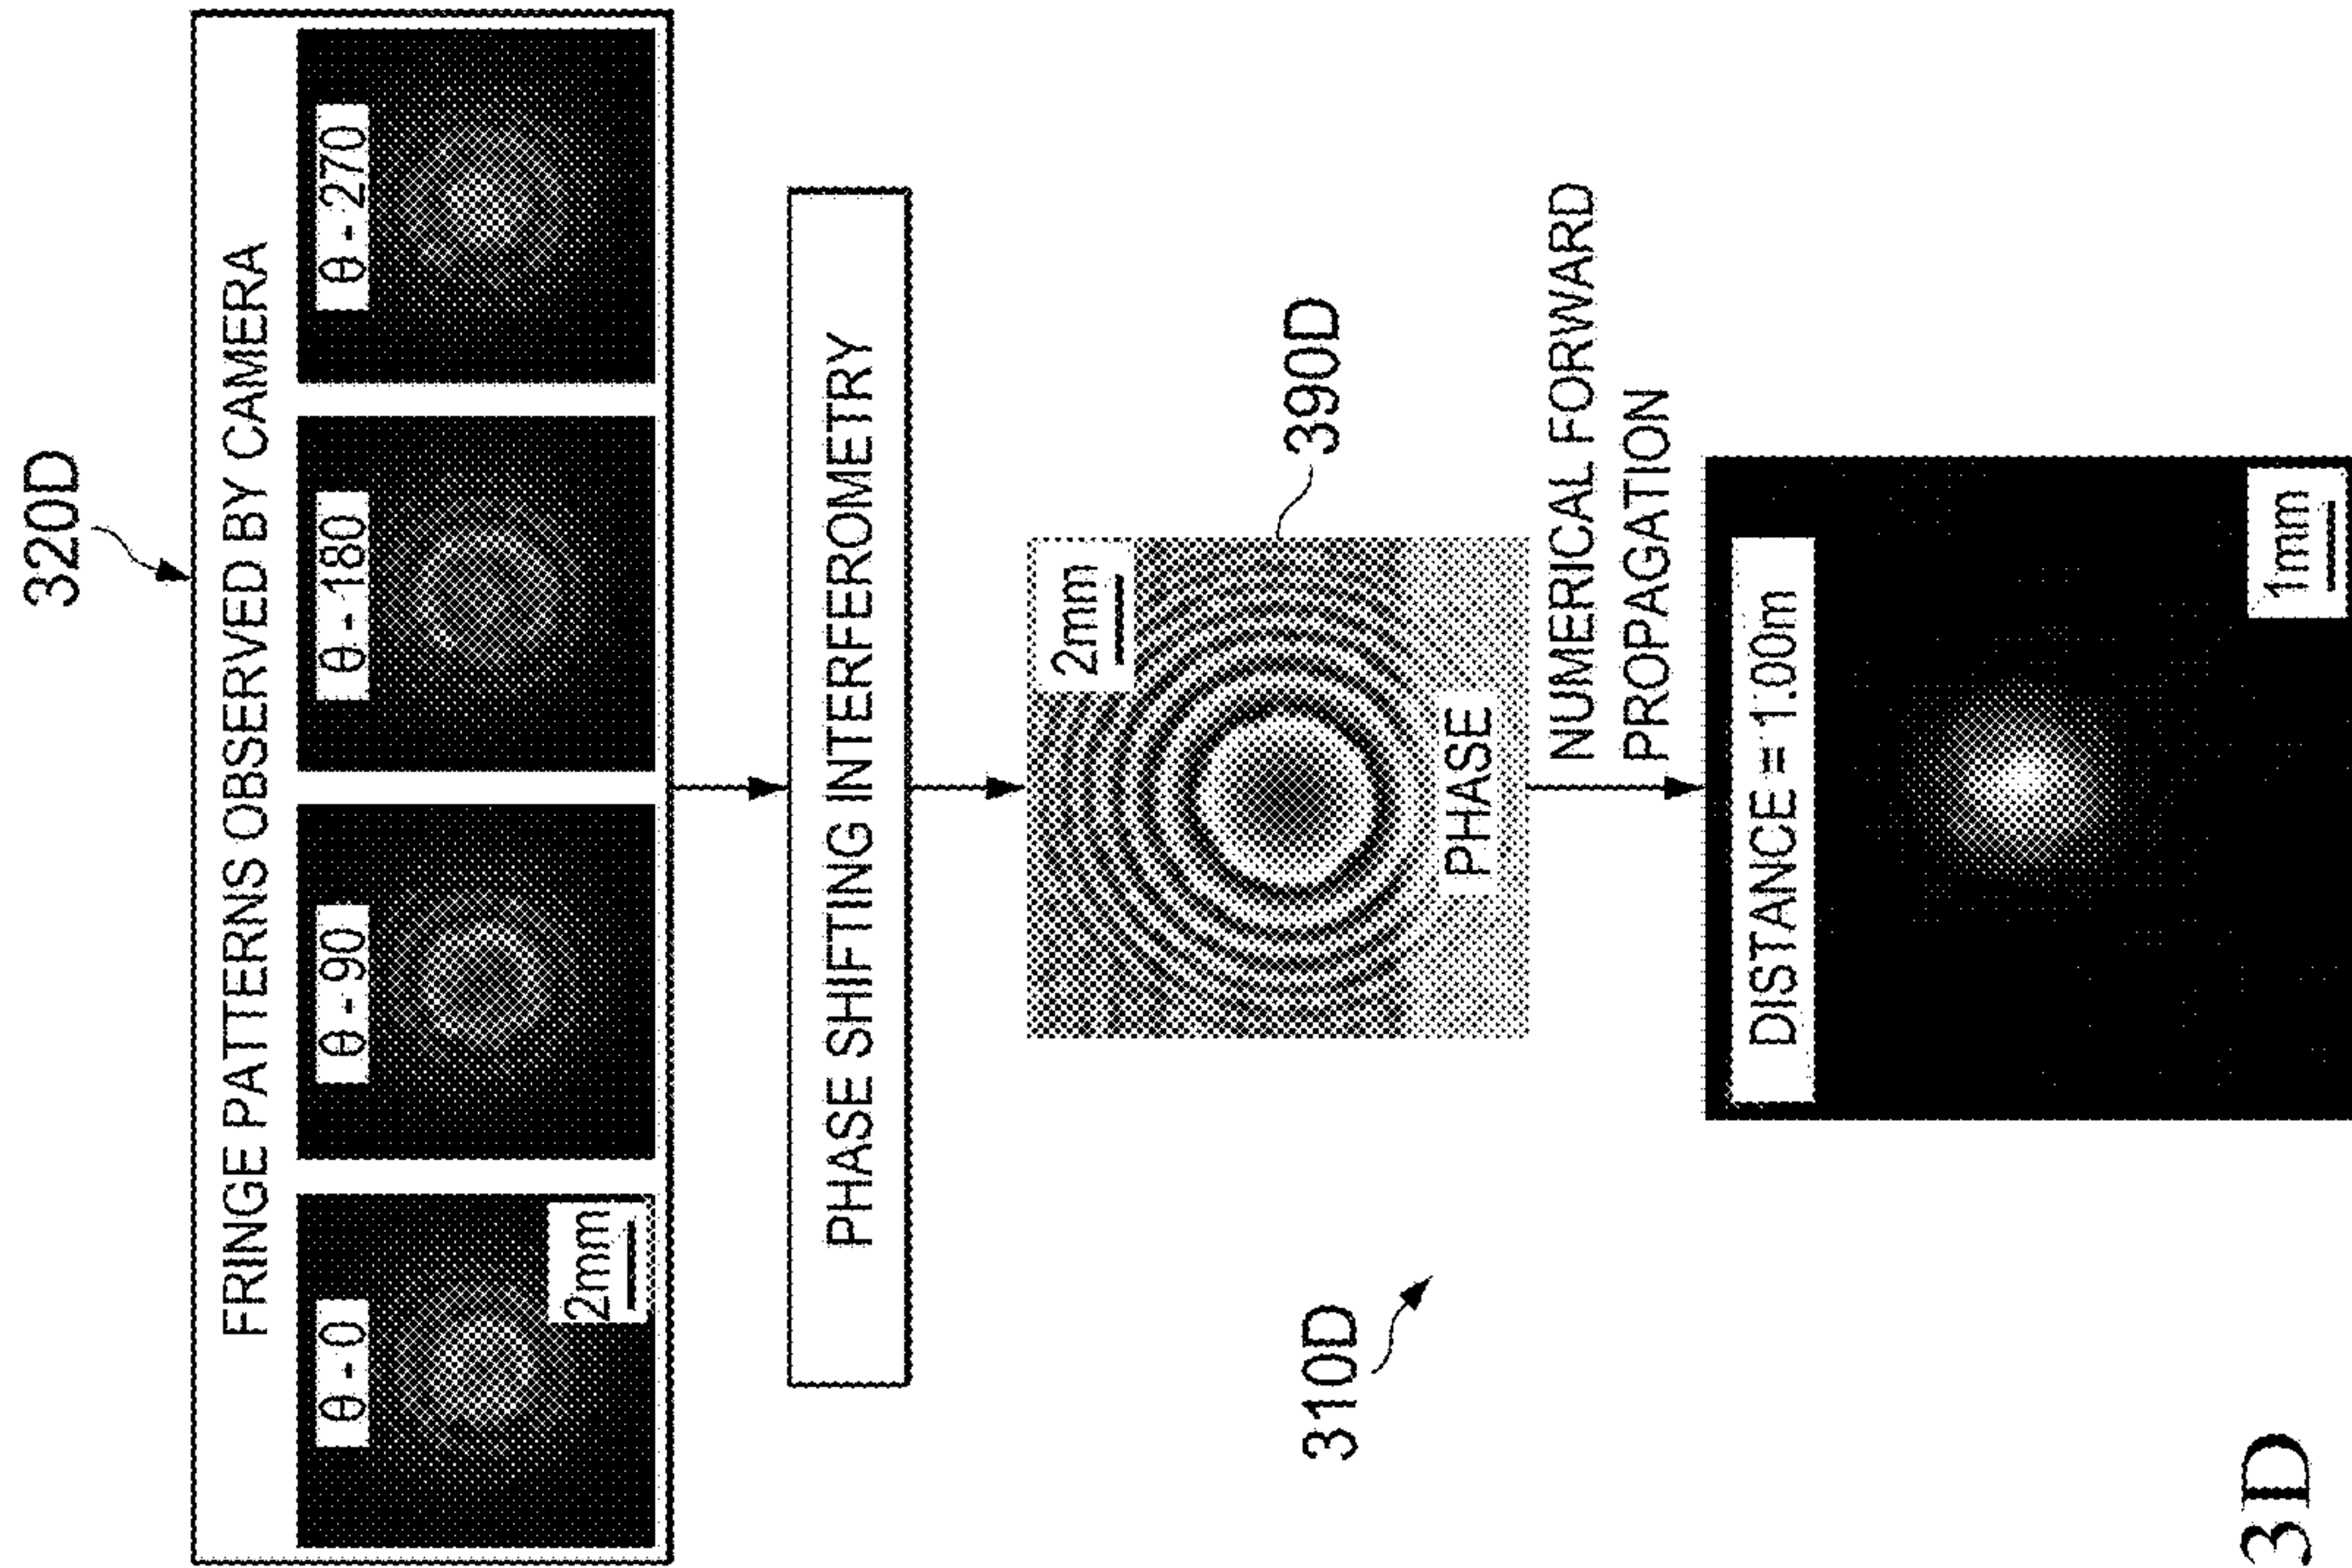 320D
FRINGE PATTERNS OBSERVED BY CAMERA
θ - 0
θ - 90
θ - 180
θ - 270
2mm
PHASE SHIFTING INTERFEROMETRY
2mm
390D
PHASE
310D
NUMERICAL FORWARD
PROPAGATION
DISTANCE = 1.00m
1mm
3D